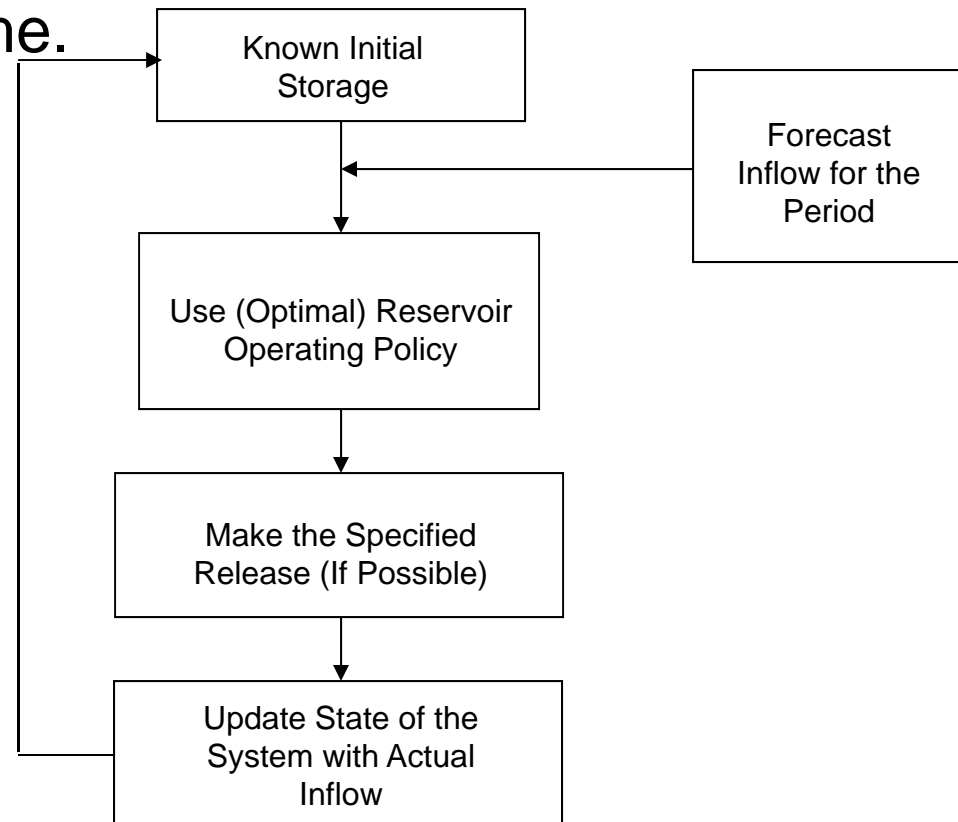 ne.
Known Initial
Storage
Forecast
Inflow for the
Period
Use (Optimal) Reservoir
Operating Policy
Make the Specified
Release (If Possible)
Update State of the
System with Actual
Inflow